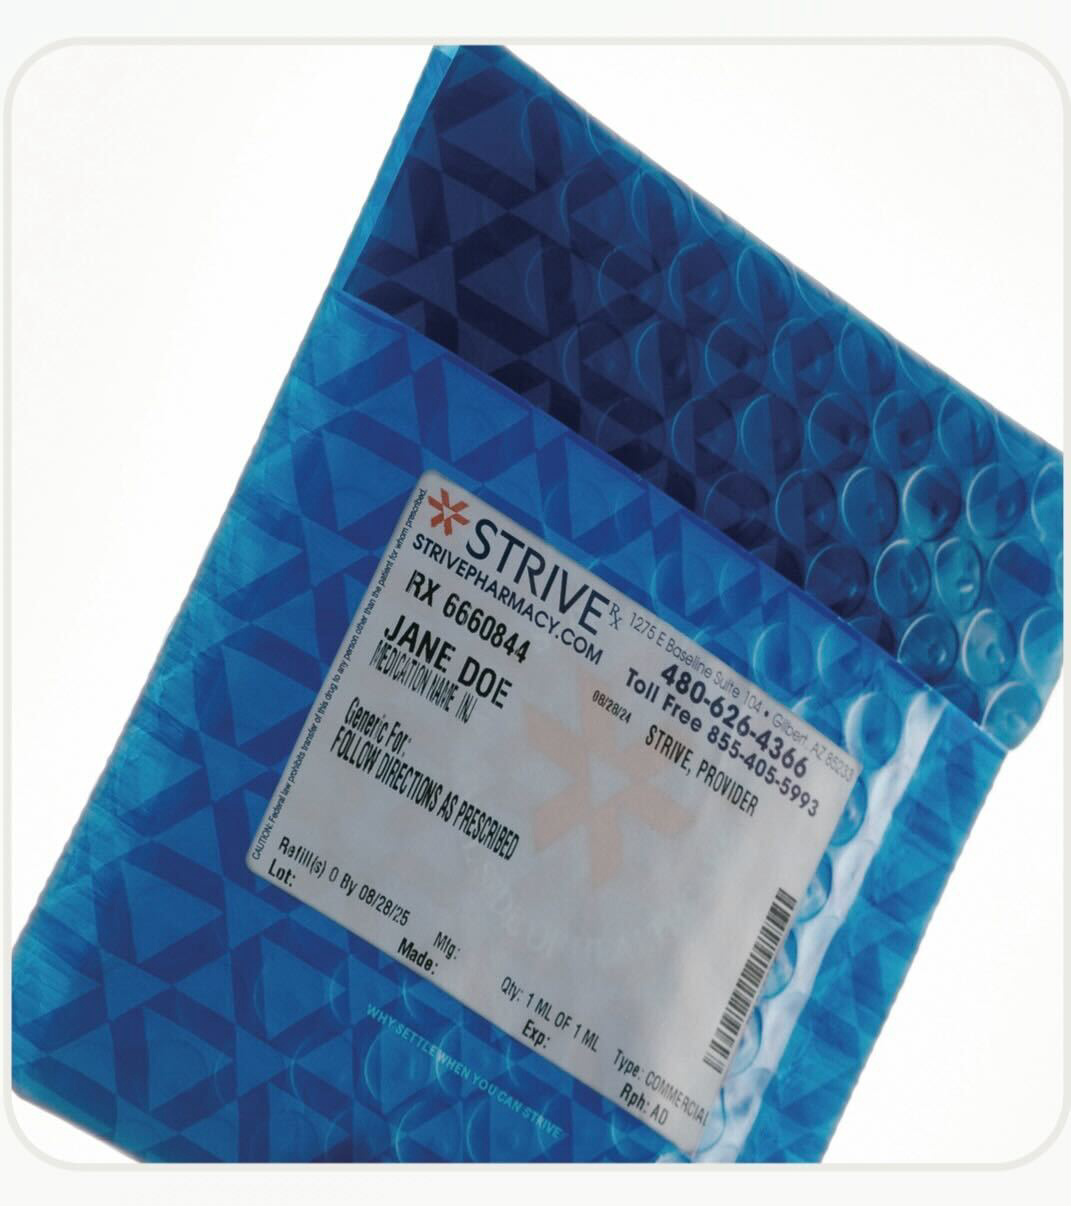 CAUTION: Federal law prohibits transfer of this drug to any person other than the patient for whom prescribed.
STRIVE Rx
STRIVEPHARMACY.COM
1275 E Baseline Suite 104 • Gilbert, AZ 85233
480-626-4366
Toll Free 855-405-5993
RX 6660844
08/28/24
JANE DOE
STRIVE, PROVIDER
MEDICATION NAME INJ
Generic For:
FOLLOW DIRECTIONS AS PRESCRIBED
Refill(s) 0 By 08/28/25
Mfg:
Qty: 1 ML OF 1 ML
Type: COMMERCIAL
Lot:
Made:
Exp:
Rph: AD
WHY SETTLE WHEN YOU CAN STRIVE